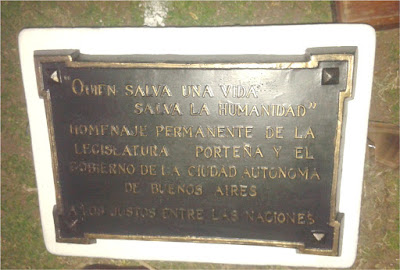 "QUIEN SALVA UNA VIDA
SALVA LA HUMANIDAD"
HOMENAJE PERMANENTE DE LA
LEGISLATURA PORTEÑA Y EL
GOBIERNO DE LA CIUDAD AUTONOMA
DE BUENOS AIRES
A LOS JUSTOS ENTRE LAS NACIONES